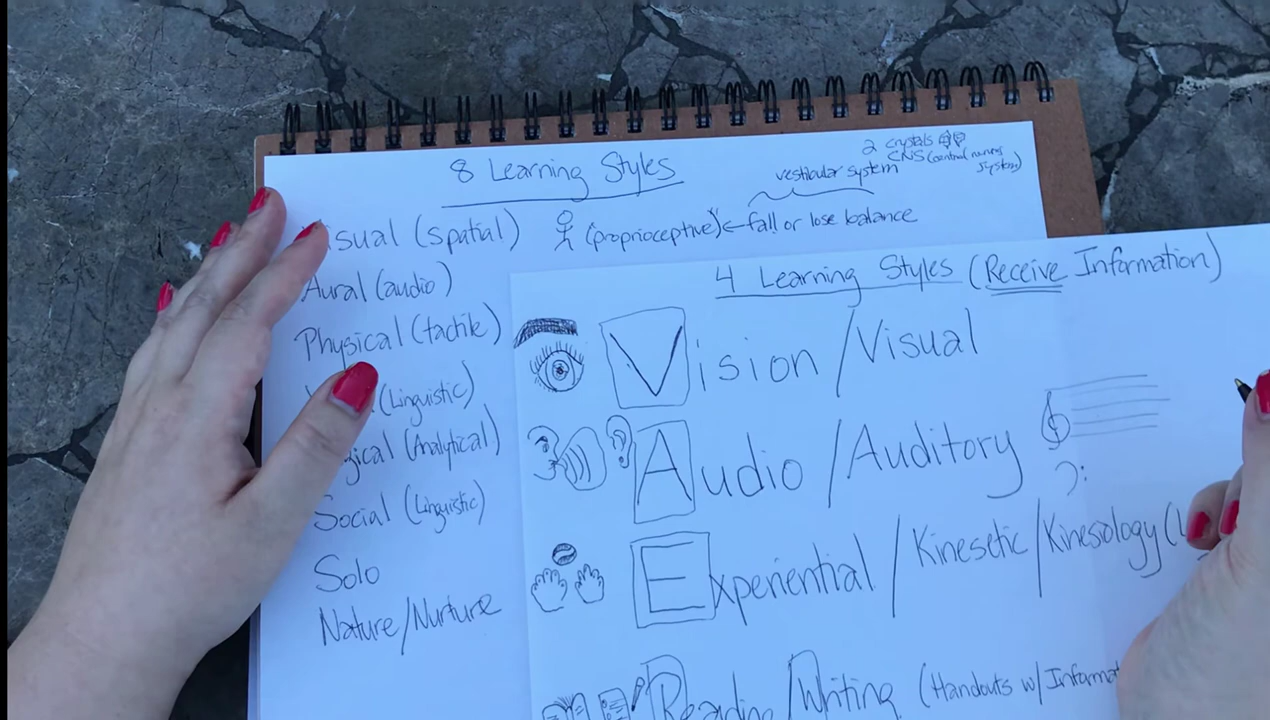 8 Learning Styles
2 crystals
CNS (central nervous system)
vestibular system
sual (spatial) (proprioceptive) ← fall or lose balance
Aural (audio)
Physical (tactile)
(Linguistic)
gical (Analytical)
Social (Linguistic)
Solo
Nature/Nurture
4 Learning Styles (Receive Information)
Vision / Visual
Audio / Auditory
Experiential / Kinesetic / Kinesiology (
Reading / Writing (Handouts w/ Informat